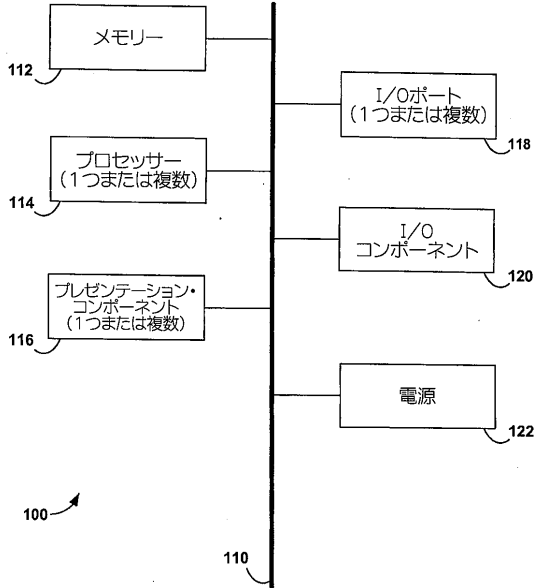 メモリー
112
I/Oポート
(1つまたは複数)
118
プロセッサー
(1つまたは複数)
114
I/O
コンポーネント
120
プレゼンテーション・
コンポーネント
(1つまたは複数)
116
電源
122
100
110